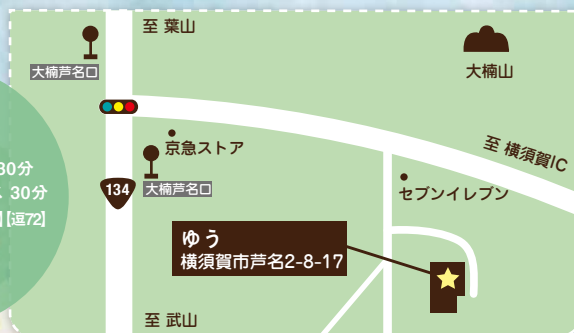 至 葉山
大楠芦名口
大楠山
至 横須賀IC
京急ストア
30分
30分
134
大楠芦名口
セブンイレブン
】【逗72】
ゆう
横須賀市芦名2-8-17
至 武山